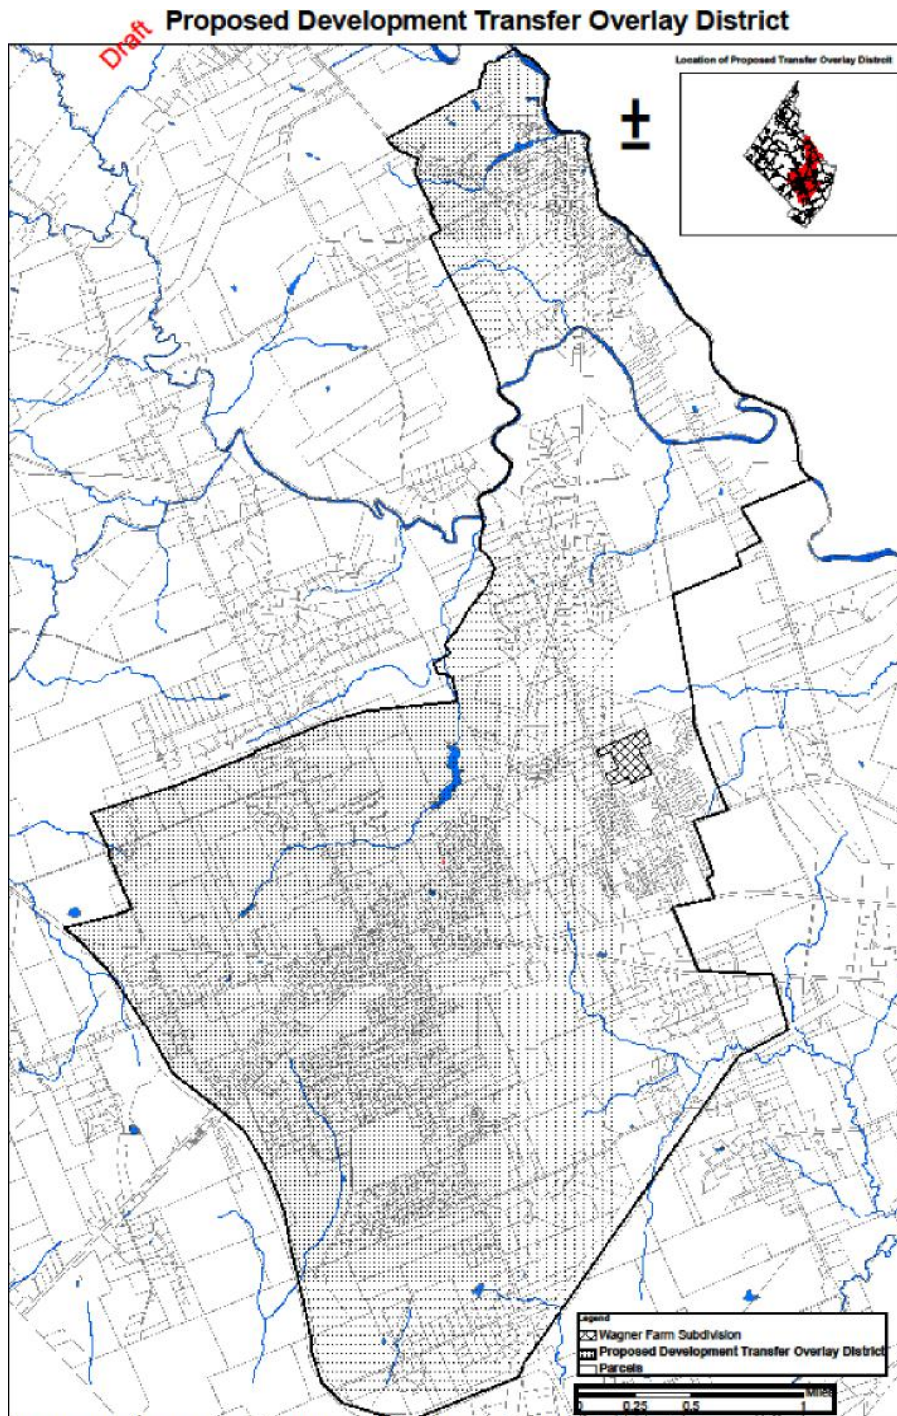 Proposed Development Transfer Overlay District
Draft
Location of Proposed Transfer Overlay Distrcit
Legend
Wagner Farm Subdivision
Proposed Development Transfer Overlay District
Parcels
Miles
0 0.25 0.5 1